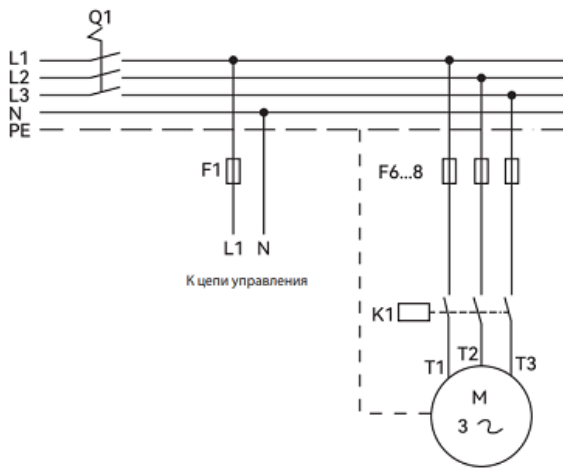 Q1
L1
L2
L3
N
PE
F1
F6...8
L1 N
К цепи управления
K1
T1 T2 T3
M
3